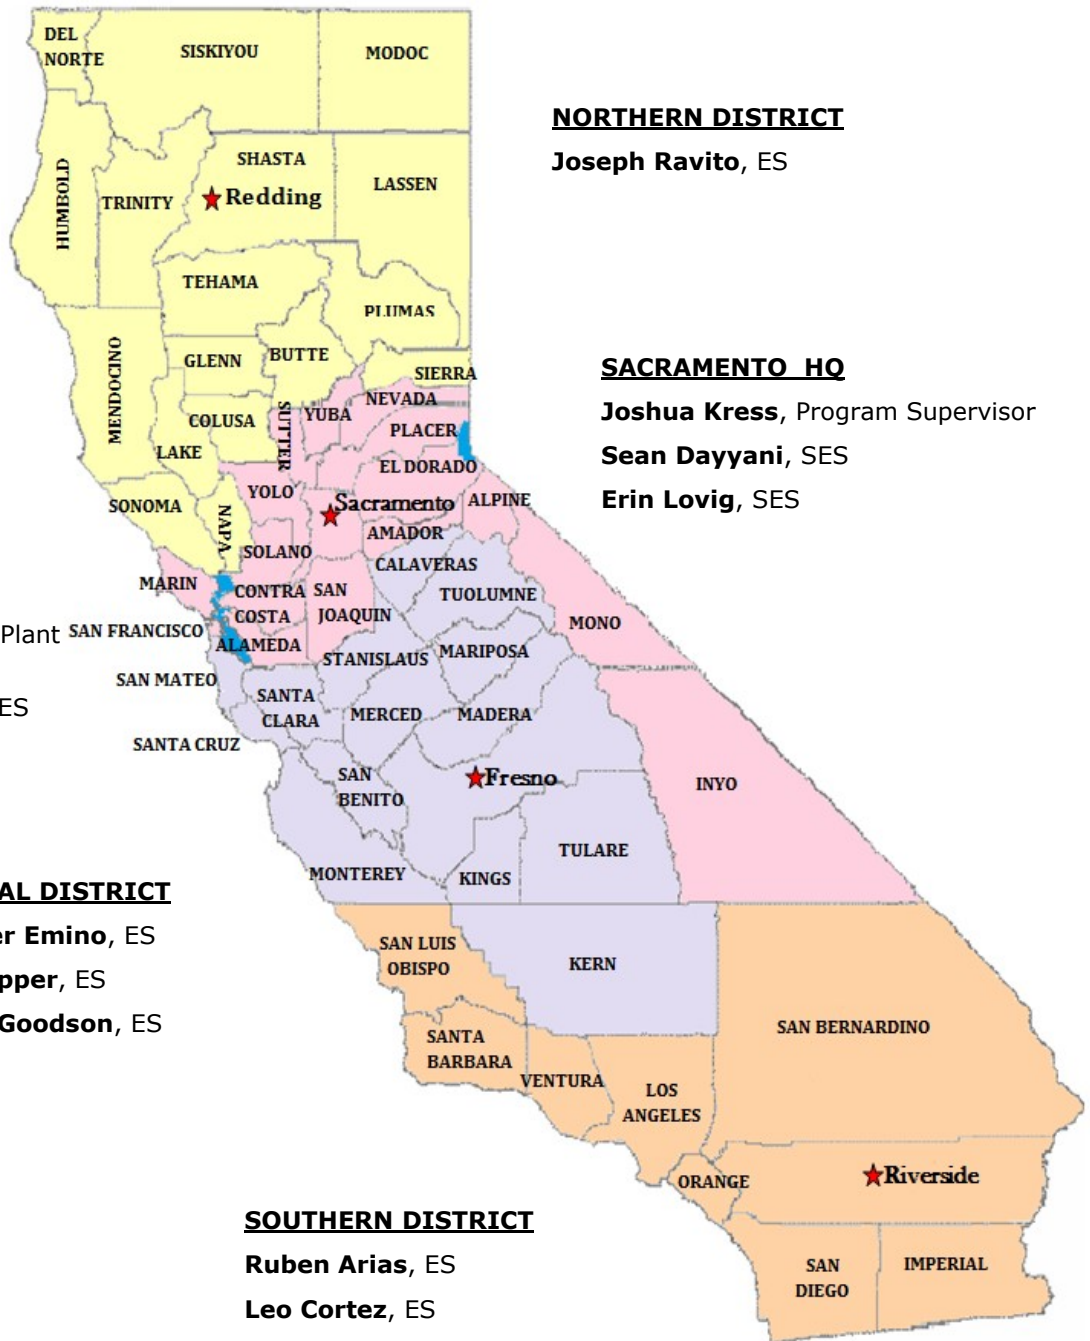 DEL
NORTE
SISKIYOU
MODOC
NORTHERN DISTRICT
Joseph Ravito, ES
HUMBOLD
TRINITY
SHASTA
Redding
LASSEN
TEHAMA
PLUMAS
MENDOCINO
GLENN
BUTTE
SIERRA
COLUSA
LAKE
SUTTER
YUBA
NEVADA
PLACER
EL DORADO
SACRAMENTO HQ
Joshua Kress, Program Supervisor
Sean Dayyani, SES
Erin Lovig, SES
SONOMA
NAPA
YOLO
Sacramento
ALPINE
AMADOR
SOLANO
CALAVERAS
MARIN
CONTRA
COSTA
SAN
JOAQUIN
TUOLUMNE
MONO
Plant
SAN FRANCISCO
ALAMEDA
STANISLAUS
MARIPOSA
SAN MATEO
ES
SANTA
CLARA
MERCED
MADERA
SANTA CRUZ
SAN
BENITO
Fresno
INYO
MONTEREY
KINGS
TULARE
AL DISTRICT
er Emino, ES
pper, ES
Goodson, ES
SAN LUIS
OBISPO
KERN
SAN BERNARDINO
SANTA
BARBARA
VENTURA
LOS
ANGELES
ORANGE
Riverside
SAN
DIEGO
IMPERIAL
SOUTHERN DISTRICT
Ruben Arias, ES
Leo Cortez, ES